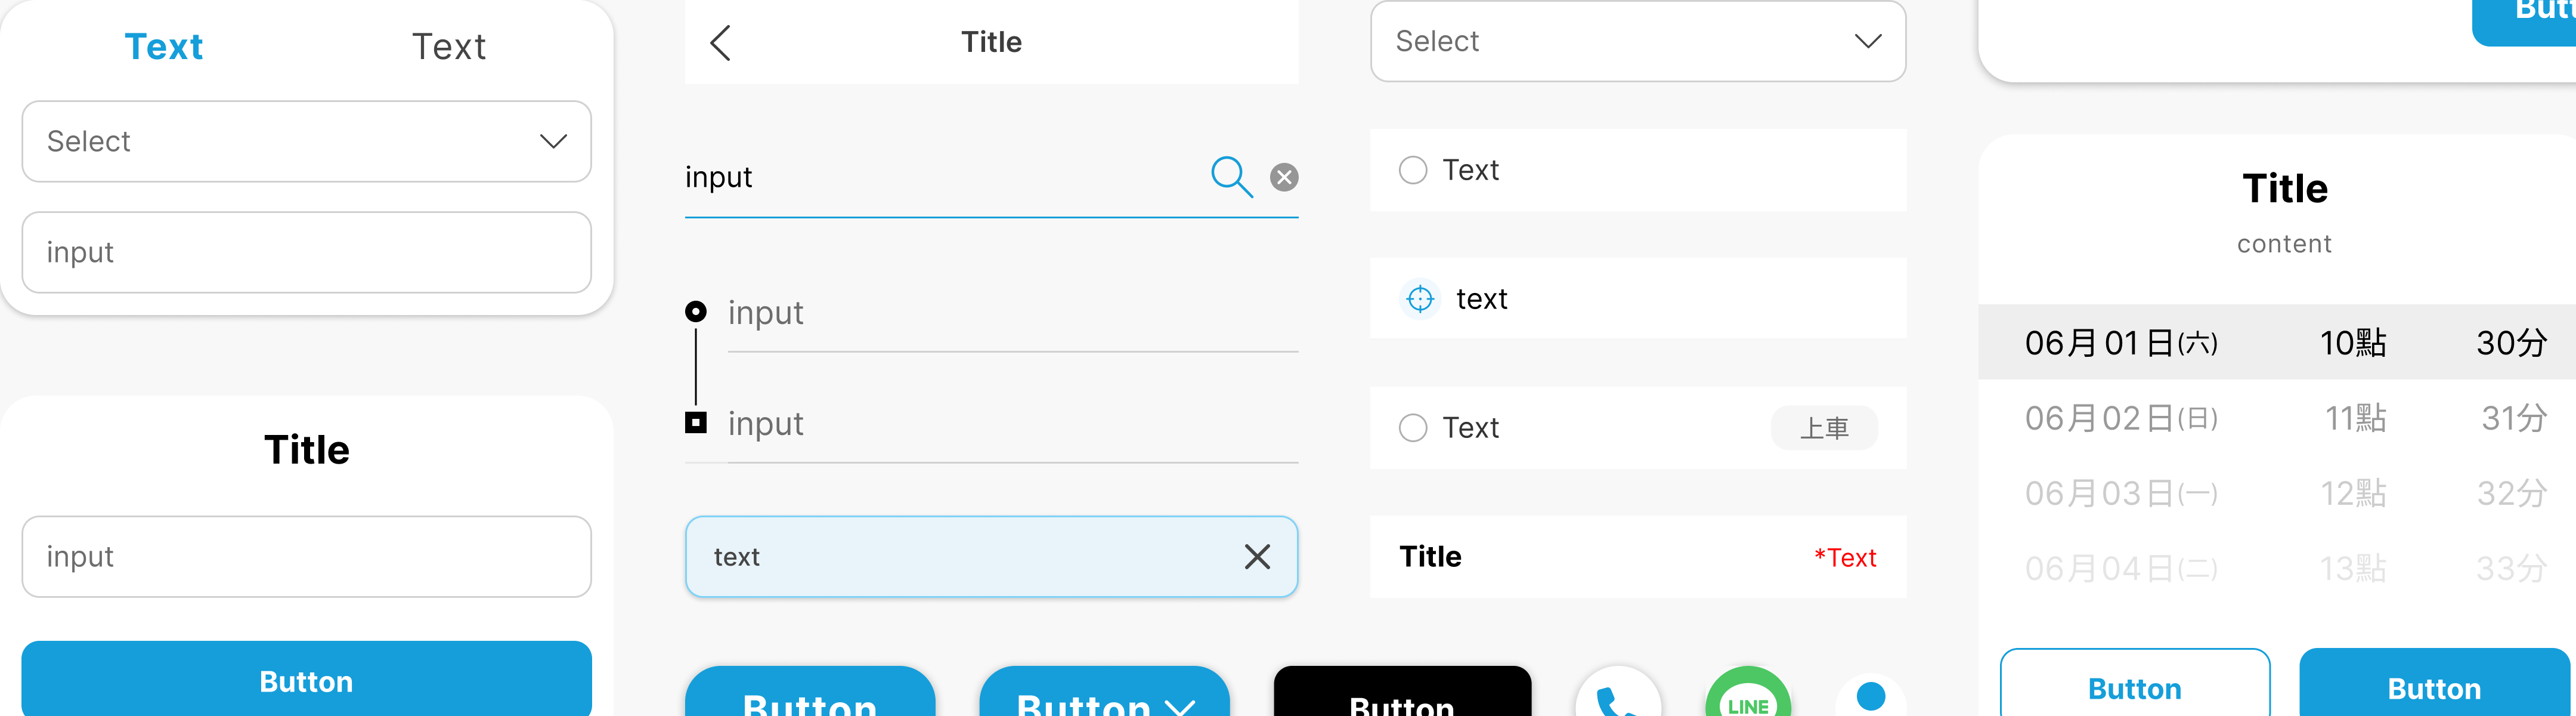 Text Text
Select
input
Title
input
Button
Title
input
input
input
text
Button
Button
Button
LINE
Select
Text
text
Text 上車
Title *Text
Button
Title
content
06月01日(六) 10點 30分
06月02日(日) 11點 31分
06月03日(一) 12點 32分
06月04日(二) 13點 33分
Button Button